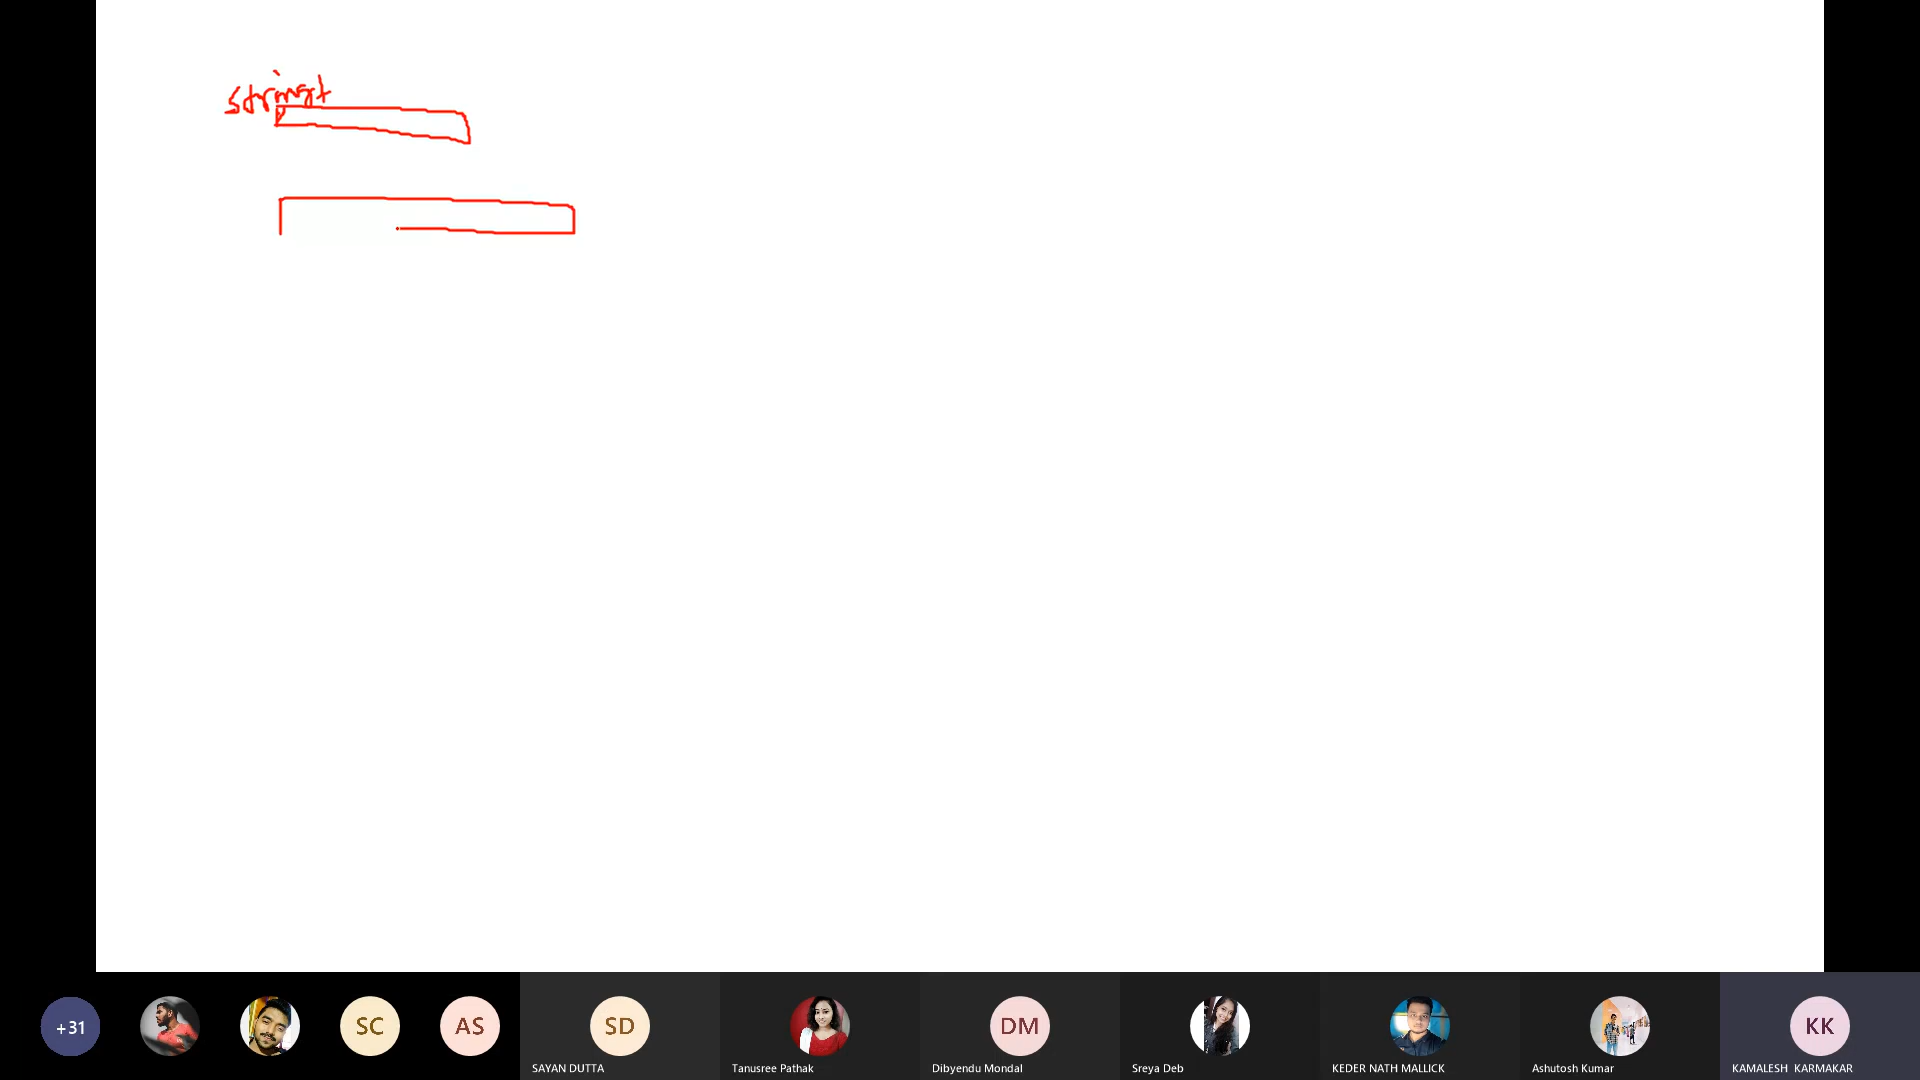 +31
SC
AS
SD
SAYAN DUTTA
Tanusree Pathak
DM
Dibyendu Mondal
Sreya Deb
KEDER NATH MALLICK
Ashutosh Kumar
KK
KAMALESH KARMAKAR